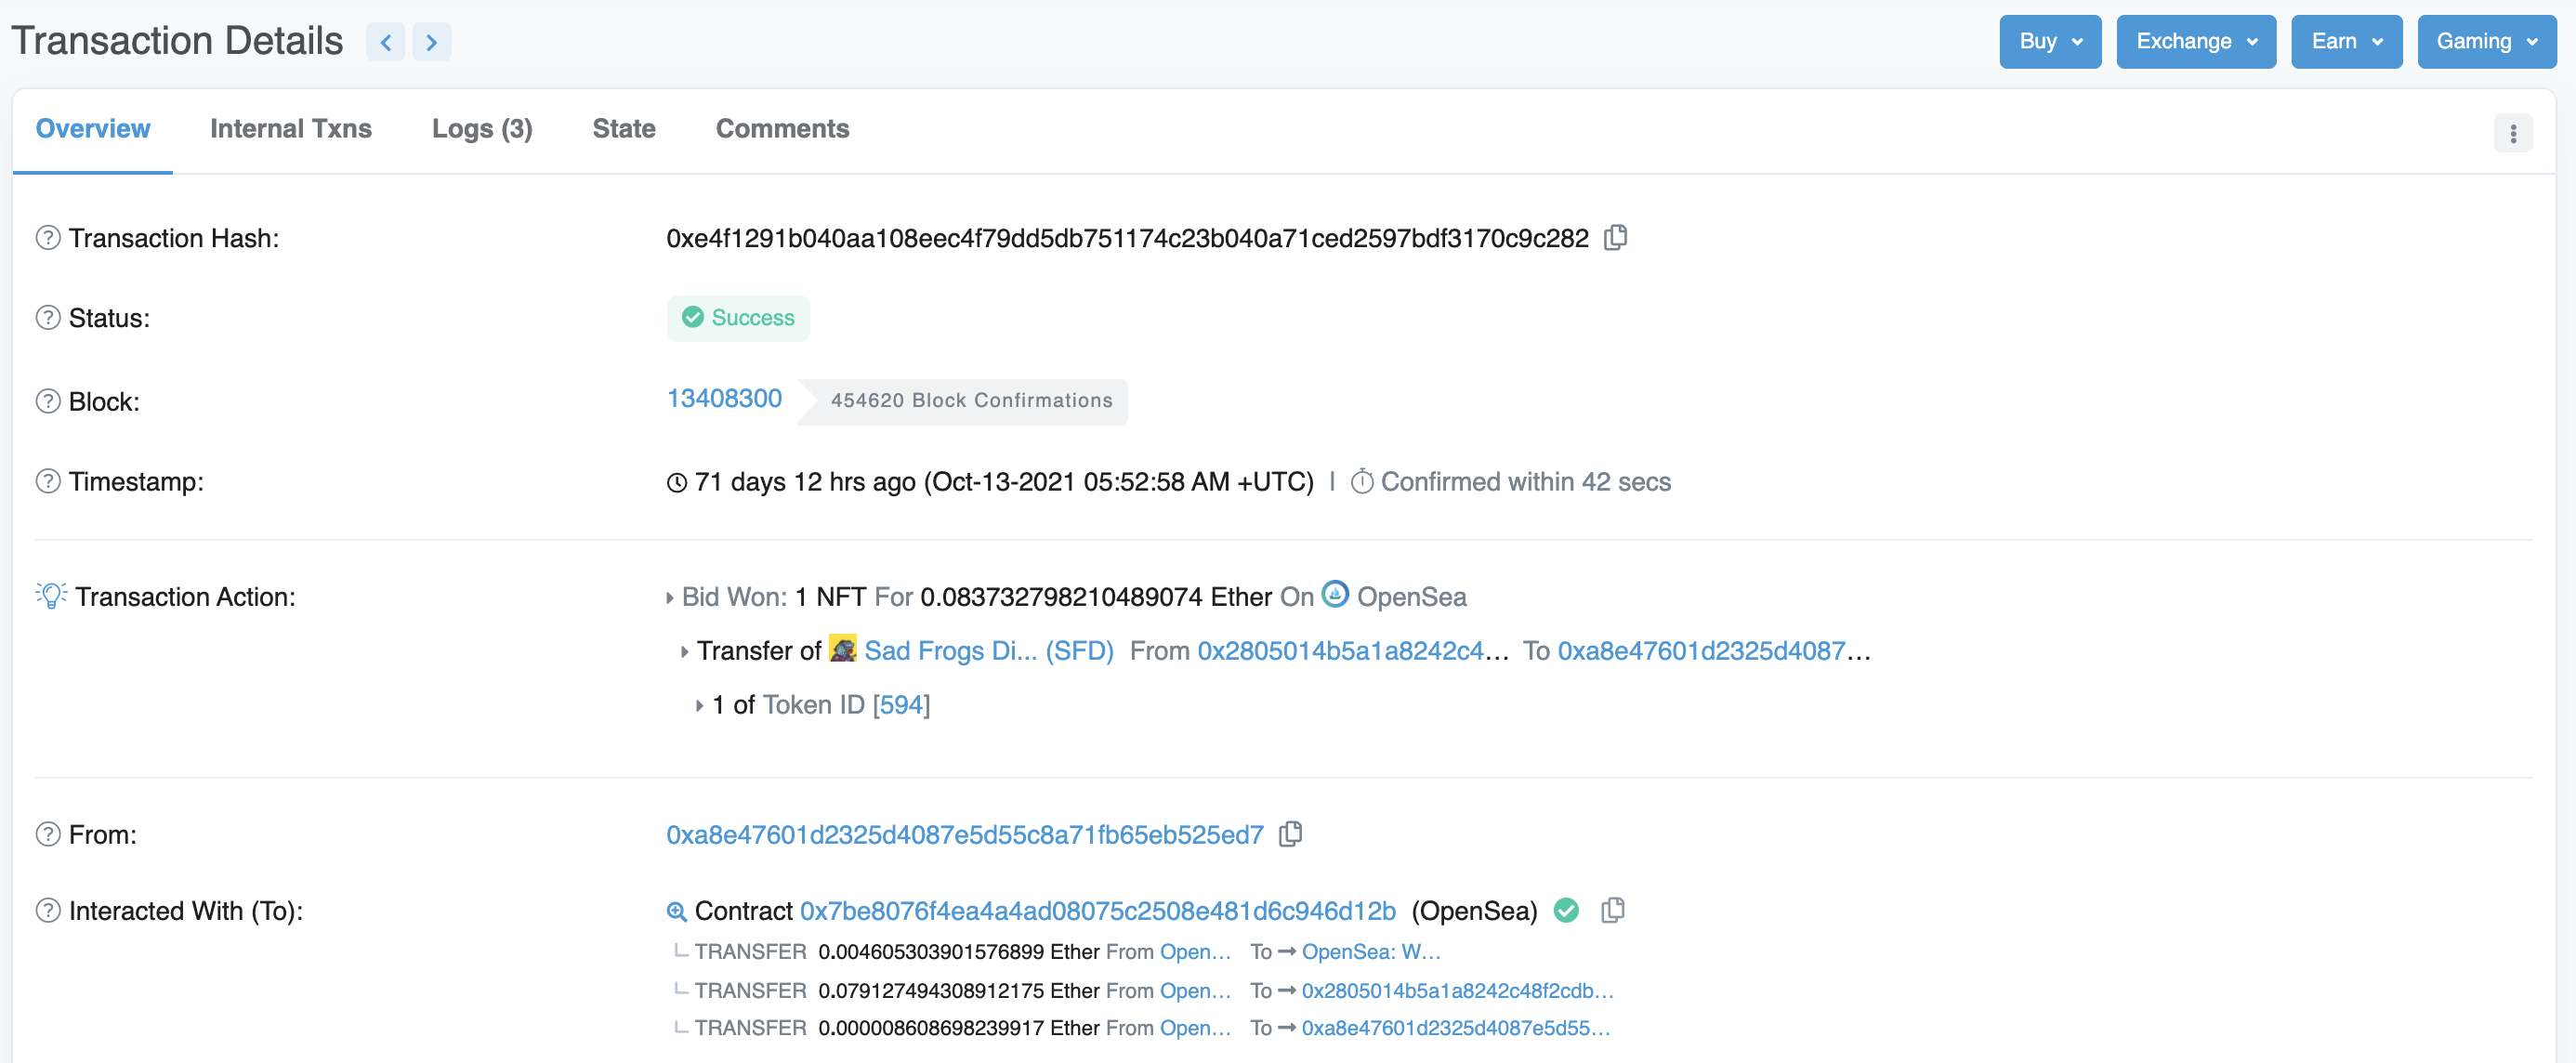 Transaction Details
Buy Exchange Earn Gaming
Overview Internal Txns Logs (3) State Comments
Transaction Hash: 0xe4f1291b040aa108eec4f79dd5db751174c23b040a71ced2597bdf3170c9c282
Status: Success
Block: 13408300 454620 Block Confirmations
Timestamp: 71 days 12 hrs ago (Oct-13-2021 05:52:58 AM +UTC) | Confirmed within 42 secs
Transaction Action: Bid Won: 1 NFT For 0.083732798210489074 Ether On OpenSea
Transfer of Sad Frogs Di... (SFD) From 0x2805014b5a1a8242c4... To 0xa8e47601d2325d4087...
1 of Token ID [594]
From: 0xa8e47601d2325d4087e5d55c8a71fb65eb525ed7
Interacted With (To): Contract 0x7be8076f4ea4a4ad08075c2508e481d6c946d12b (OpenSea)
TRANSFER 0.004605303901576899 Ether From Open... To OpenSea: W...
TRANSFER 0.079127494308912175 Ether From Open... To 0x2805014b5a1a8242c48f2cdb...
TRANSFER 0.000008608698239917 Ether From Open... To 0xa8e47601d2325d4087e5d55...